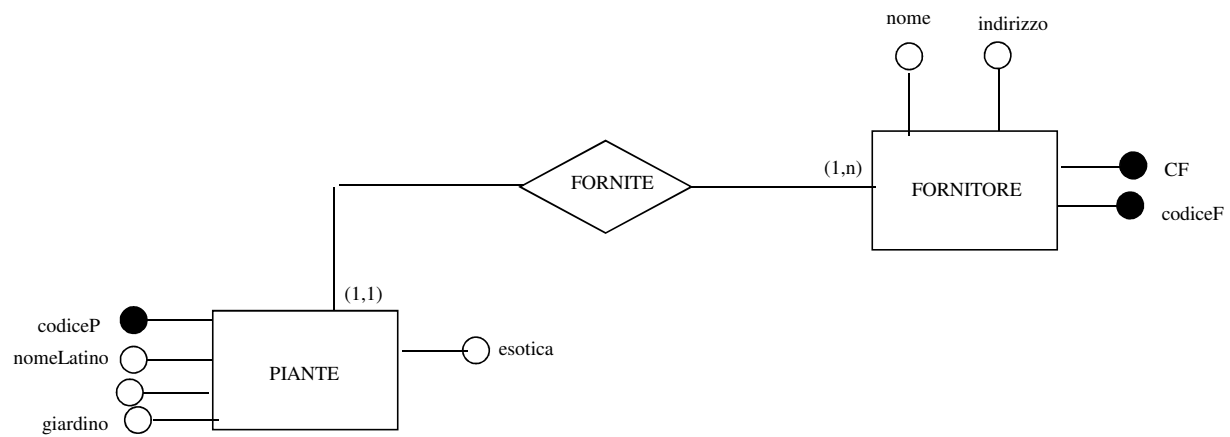 nome
indirizzo
(1,n)
FORNITE
FORNITORE
CF
codiceF
(1,1)
codiceP
nomeLatino
esotica
PIANTE
giardino